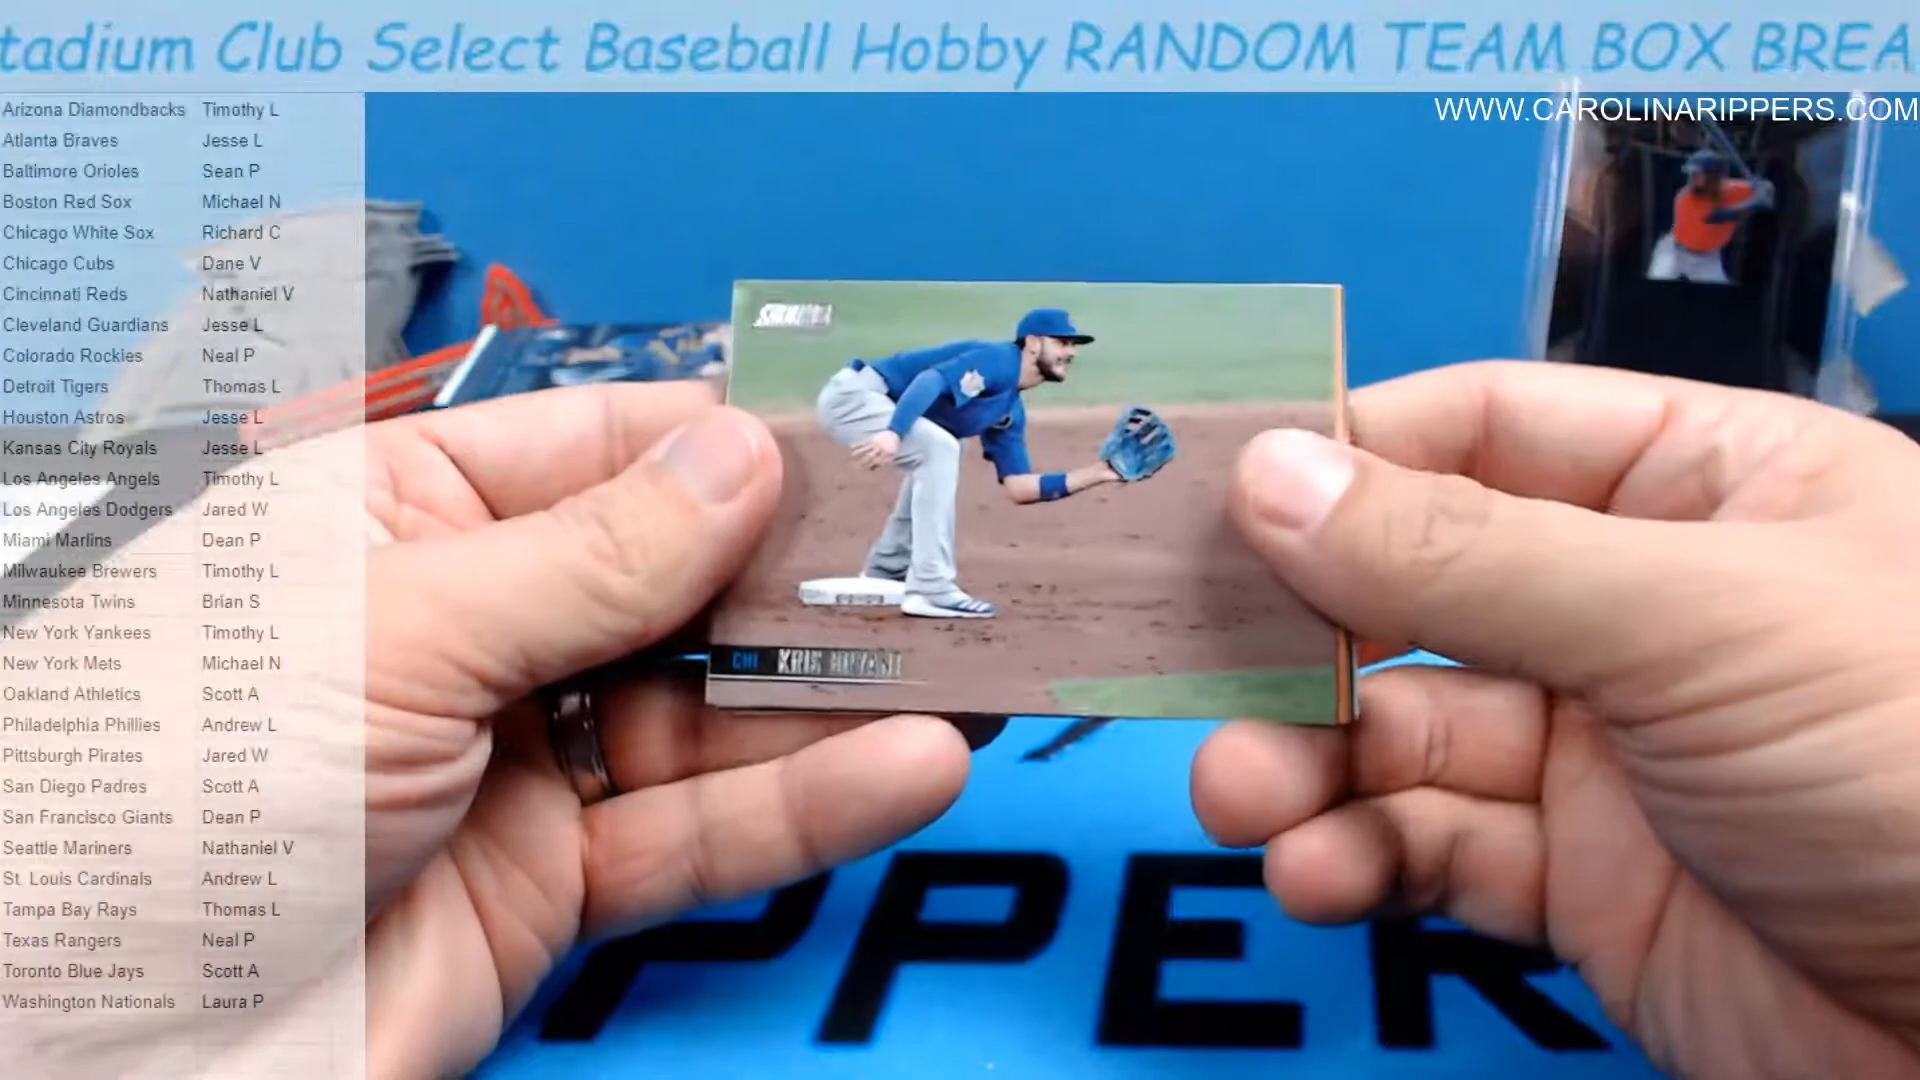 tadium Club Select Baseball Hobby RANDOM TEAM BOX BREA
WWW.CAROLINARIPPERS.COM
Arizona Diamondbacks Timothy L
Atlanta Braves Jesse L
Baltimore Orioles Sean P
Boston Red Sox Michael N
Chicago White Sox Richard C
Chicago Cubs Dane V
Cincinnati Reds Nathaniel V
Cleveland Guardians Jesse L
Colorado Rockies Neal P
Detroit Tigers Thomas L
Houston Astros Jesse L
Kansas City Royals Jesse L
Los Angeles Angels Timothy L
Los Angeles Dodgers Jared W
Miami Marlins Dean P
Milwaukee Brewers Timothy L
Minnesota Twins Brian S
New York Yankees Timothy L
New York Mets Michael N
Oakland Athletics Scott A
Philadelphia Phillies Andrew L
Pittsburgh Pirates Jared W
San Diego Padres Scott A
San Francisco Giants Dean P
Seattle Mariners Nathaniel V
St. Louis Cardinals Andrew L
Tampa Bay Rays Thomas L
Texas Rangers Neal P
Toronto Blue Jays Scott A
Washington Nationals Laura P
CHI KRIS BRYANT
PPER